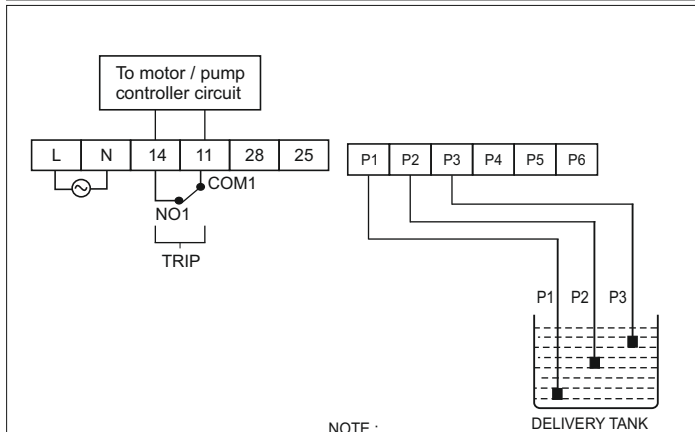 To motor / pump
controller circuit
L N 14 11 28 25
P1 P2 P3 P4 P5 P6
COM1
NO1
TRIP
P1 P2 P3
NOTE :
DELIVERY TANK